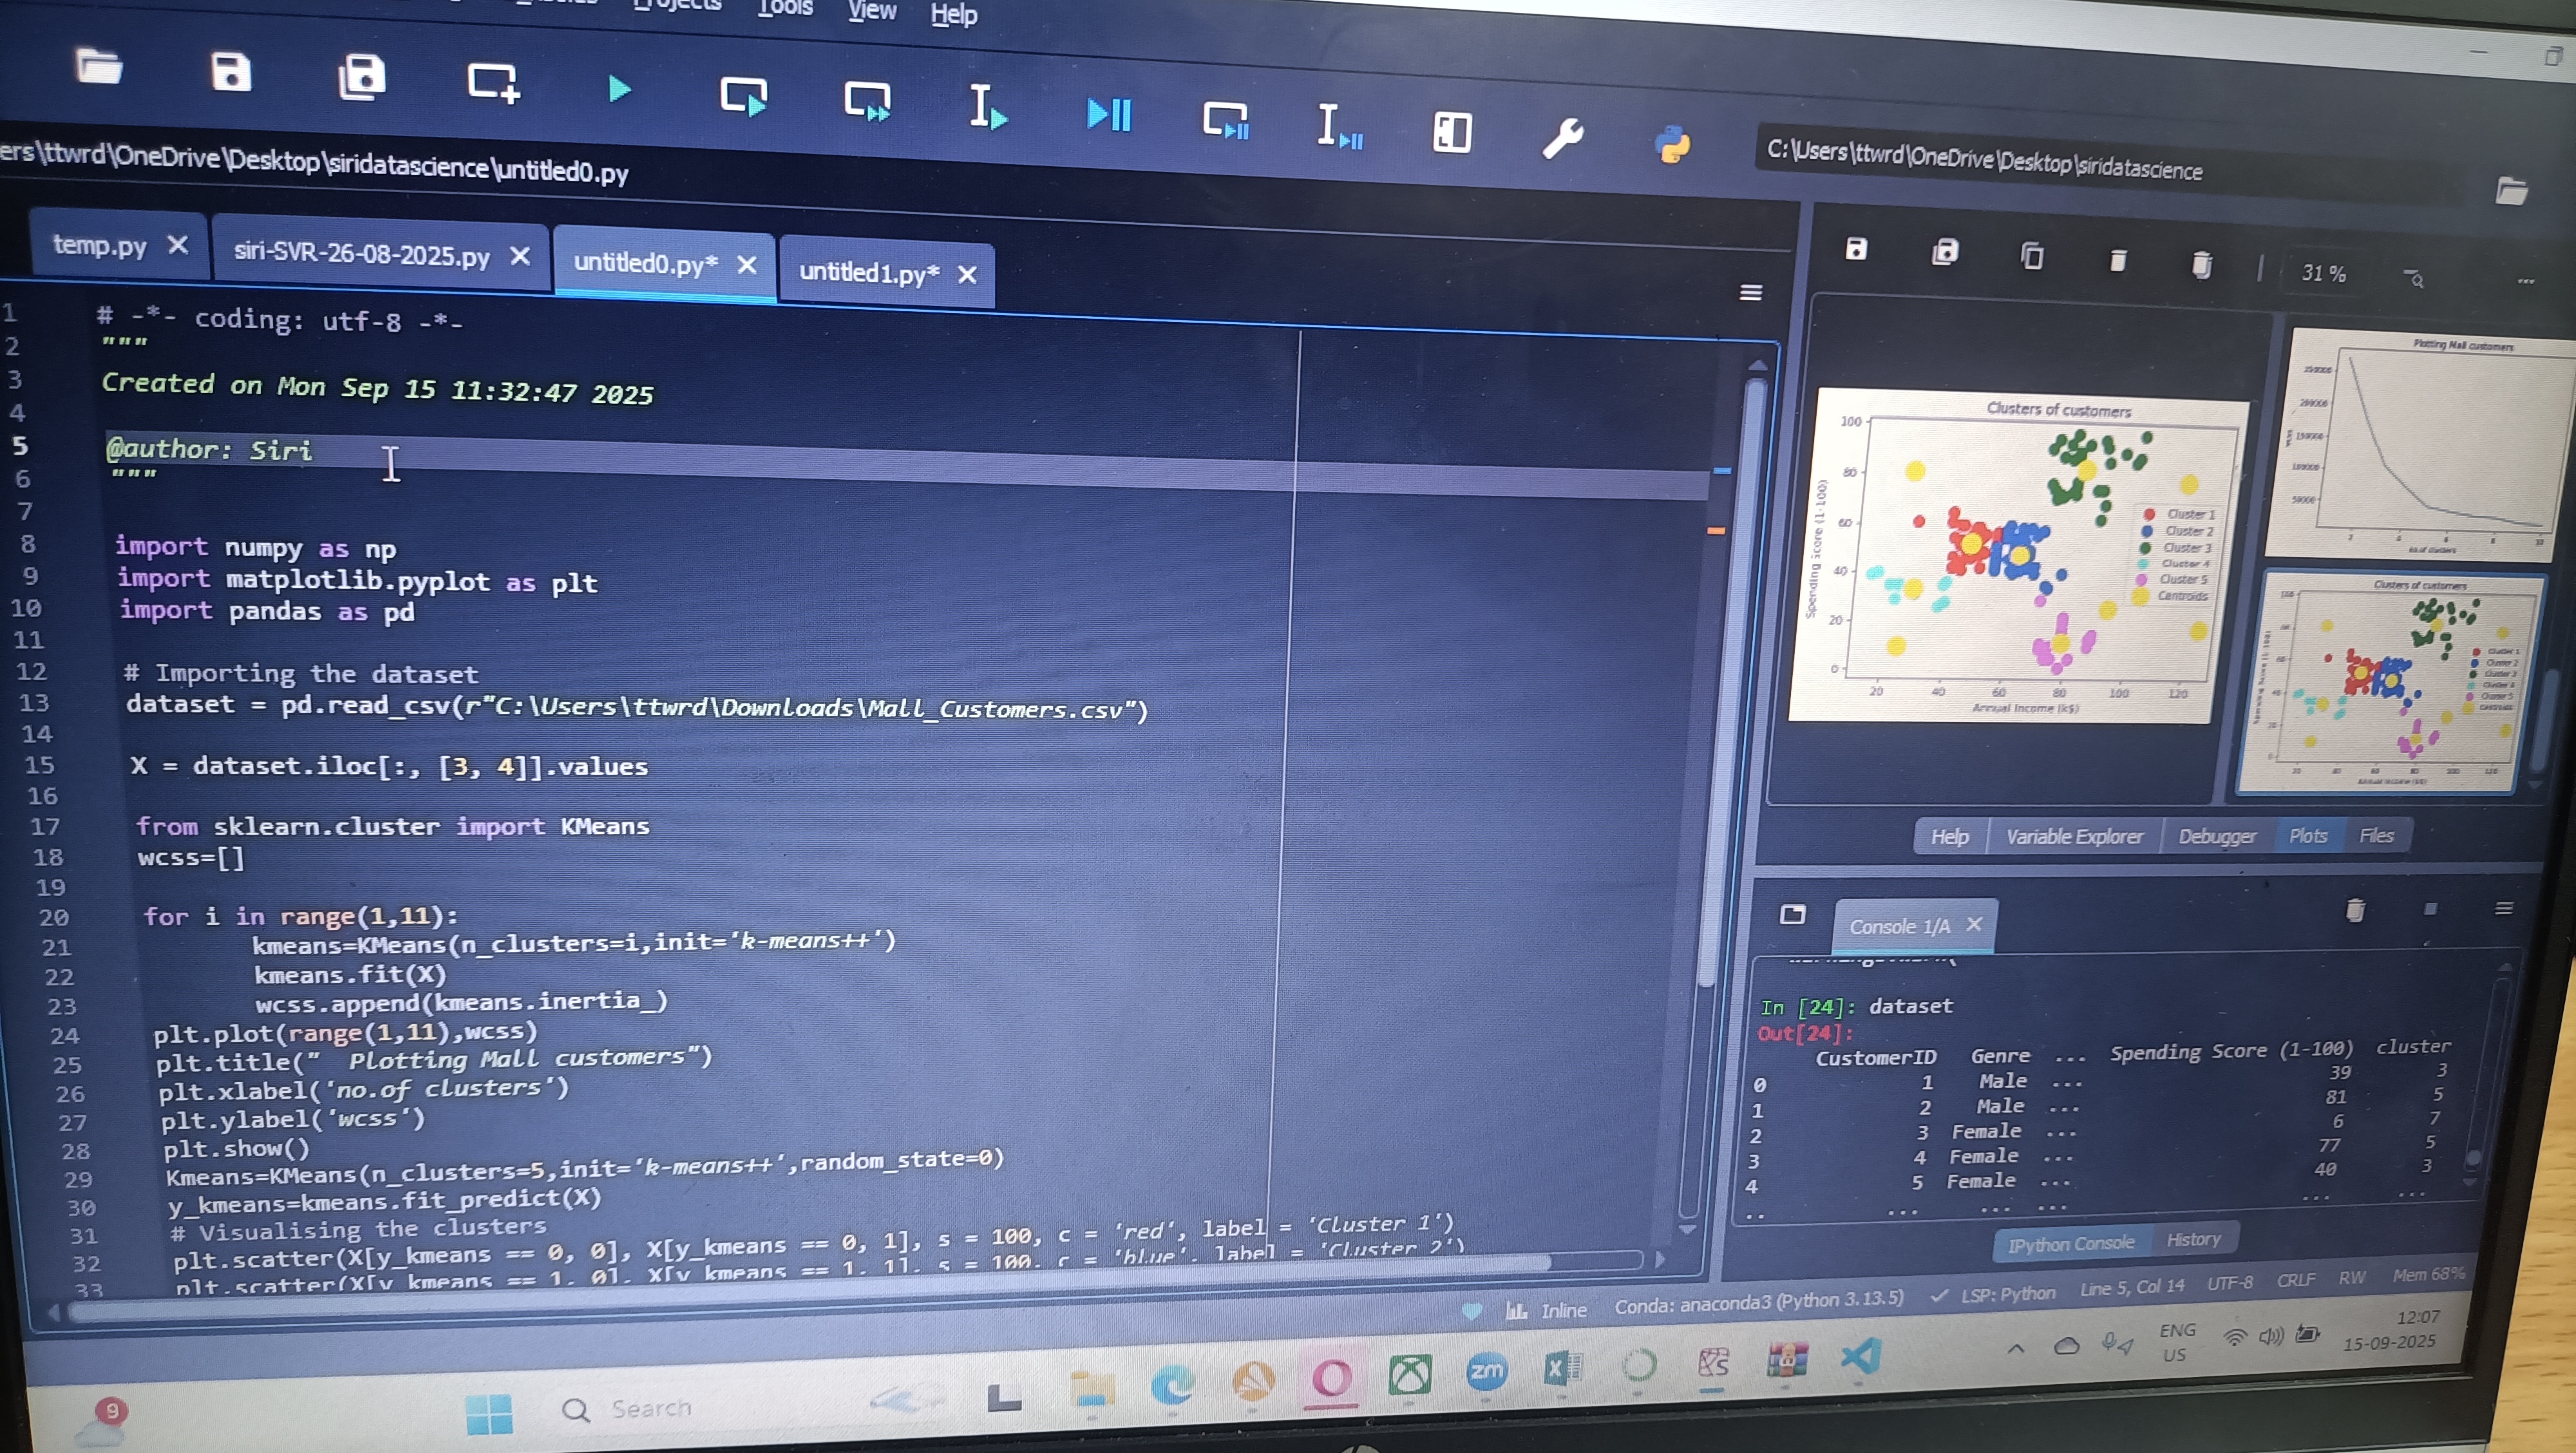 Tools View Help
ers\ttwrd\OneDrive\Desktop\siridatascience\untitled0.py
C:\Users\ttwrd\OneDrive\Desktop\siridatascience
temp.py
siri-SVR-26-08-2025.py
untitled0.py*
untitled1.py*
1 # -*- coding: utf-8 -*-
2 """
3 Created on Mon Sep 15 11:32:47 2025
4
5 @author: Siri
6 """
7
8 import numpy as np
9 import matplotlib.pyplot as plt
10 import pandas as pd
11
12 # Importing the dataset
13 dataset = pd.read_csv(r"C:\Users\ttwrd\Downloads\Mall_Customers.csv")
14
15 X = dataset.iloc[:, [3, 4]].values
16
17 from sklearn.cluster import KMeans
18 wcss=[]
19
20 for i in range(1,11):
21 kmeans=KMeans(n_clusters=i,init='k-means++')
22 kmeans.fit(X)
23 wcss.append(kmeans.inertia_)
24 plt.plot(range(1,11),wcss)
25 plt.title("  Plotting Mall customers")
26 plt.xlabel('no.of clusters')
27 plt.ylabel('wcss')
28 plt.show()
29 Kmeans=KMeans(n_clusters=5,init='k-means++',random_state=0)
30 y_kmeans=kmeans.fit_predict(X)
31 # Visualising the clusters
32 plt.scatter(X[y_kmeans == 0, 0], X[y_kmeans == 0, 1], s = 100, c = 'red', label = 'Cluster 1')
33 plt.scatter(X[y_kmeans == 1, 0], X[y_kmeans == 1, 1], s = 100, c = 'blue', label = 'Cluster 2')
31 %
Clusters of customers
100
80
60
40
20
0
Spending Score (1-100)
Cluster 1
Cluster 2
Cluster 3
Cluster 4
Cluster 5
Centroids
20 40 60 80 100 120
Annual Income (k$)
Plotting Mall customers
250000
200000
150000
100000
50000
2 4 6 8 10
no.of clusters
Clusters of customers
Help Variable Explorer Debugger Plots Files
Console 1/A
In [24]: dataset
Out[24]:
CustomerID Genre ... Spending Score (1-100) cluster
0 1 Male ... 39 3
1 2 Male ... 81 5
2 3 Female ... 6 7
3 4 Female ... 77 5
4 5 Female ... 40 3
.. ... ... ... ... ...
IPython Console History
Inline Conda: anaconda3 (Python 3.13.5) LSP: Python Line 5, Col 14 UTF-8 CRLF RW Mem 68%
9
Search
zm
ENG
US
12:07
15-09-2025